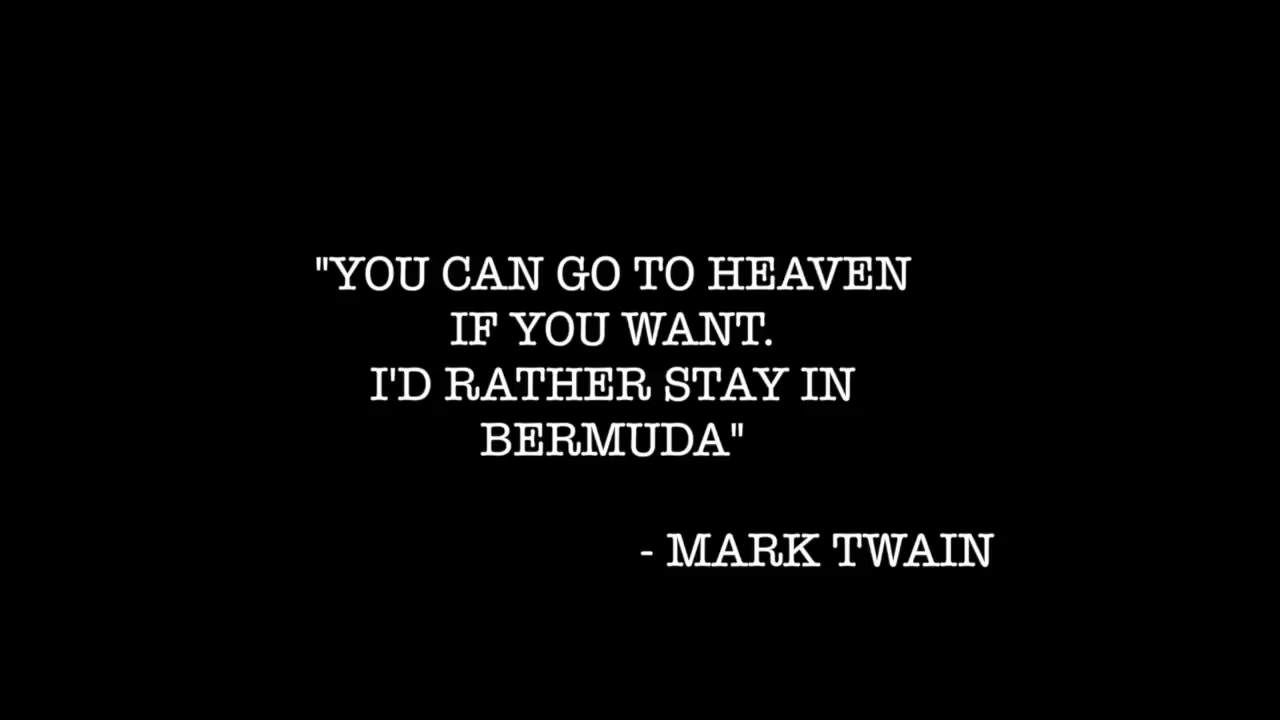 "YOU CAN GO TO HEAVEN
IF YOU WANT.
I'D RATHER STAY IN
BERMUDA"
- MARK TWAIN